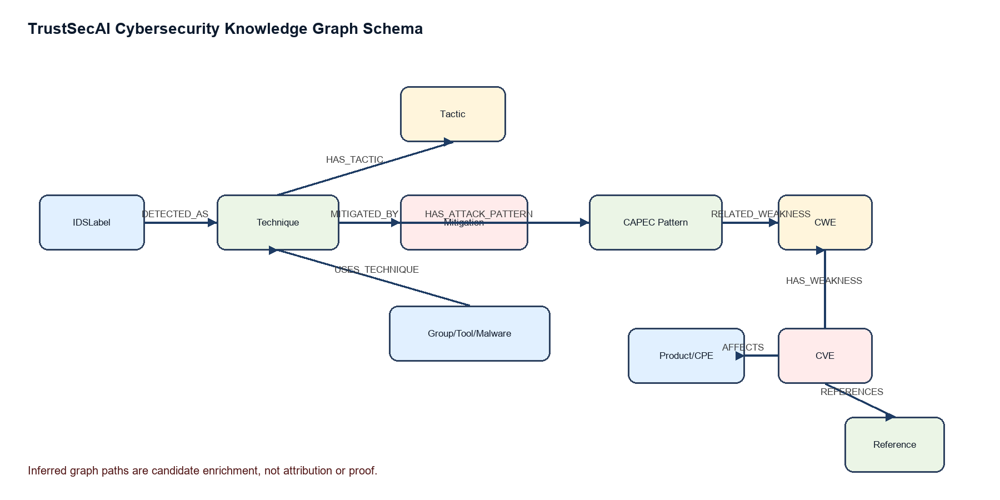 TrustSecAI Cybersecurity Knowledge Graph Schema
Tactic
HAS_TACTIC
IDSLabel
DETECTED_AS
Technique
MITIGATED_BY
Mitigation
HAS_ATTACK_PATTERN
CAPEC Pattern
RELATED_WEAKNESS
CWE
USES_TECHNIQUE
HAS_WEAKNESS
Group/Tool/Malware
Product/CPE
AFFECTS
CVE
REFERENCES
Reference
Inferred graph paths are candidate enrichment, not attribution or proof.